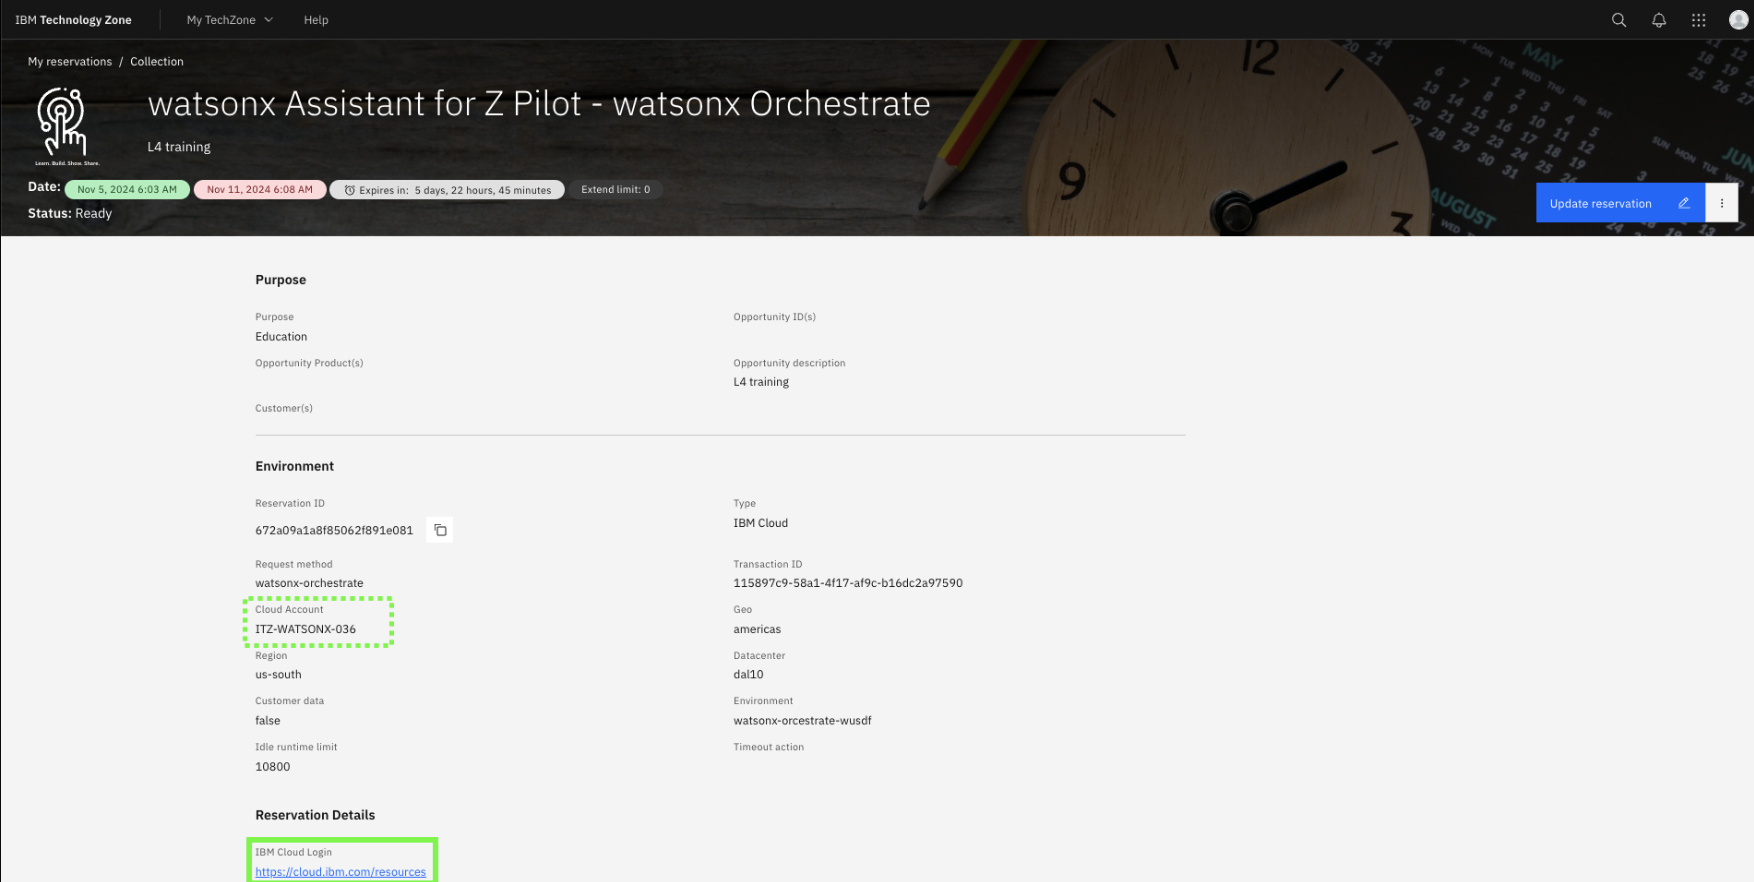 IBM Technology Zone
My TechZone
Help
My reservations / Collection
watsonx Assistant for Z Pilot - watsonx Orchestrate
L4 training
Learn. Build. Show. Share.
Date: Nov 5, 2024 6:03 AM Nov 11, 2024 6:08 AM Expires in: 5 days, 22 hours, 45 minutes Extend limit: 0
Status: Ready
Update reservation
12
9
3
MAY
AUGUST
Purpose
Purpose
Education
Opportunity ID(s)
Opportunity Product(s)
Opportunity description
L4 training
Customer(s)
Environment
Reservation ID
672a09a1a8f85062f891e081
Type
IBM Cloud
Request method
watsonx-orchestrate
Transaction ID
115897c9-58a1-4f17-af9c-b16dc2a97590
Cloud Account
ITZ-WATSONX-036
Geo
americas
Region
us-south
Datacenter
dal10
Customer data
false
Environment
watsonx-orcestrate-wusdf
Idle runtime limit
10800
Timeout action
Reservation Details
IBM Cloud Login
https://cloud.ibm.com/resources